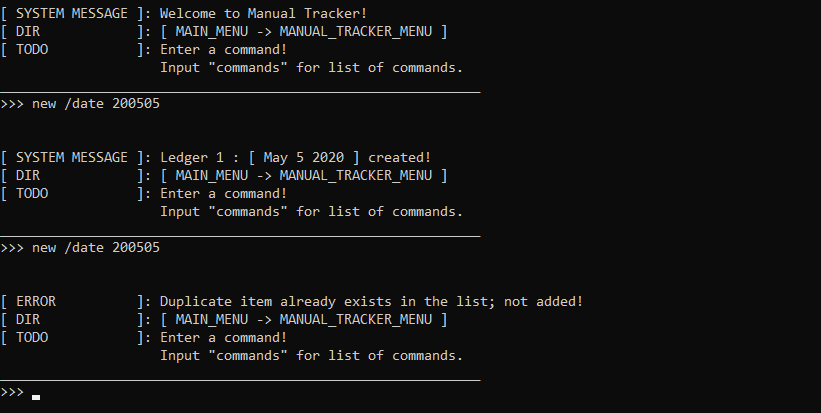 [ SYSTEM MESSAGE ]: Welcome to Manual Tracker!
[ DIR            ]: [ MAIN_MENU -> MANUAL_TRACKER_MENU ]
[ TODO           ]: Enter a command!
                    Input "commands" for list of commands.
____________________________________________________________
>>> new /date 200505
[ SYSTEM MESSAGE ]: Ledger 1 : [ May 5 2020 ] created!
[ DIR            ]: [ MAIN_MENU -> MANUAL_TRACKER_MENU ]
[ TODO           ]: Enter a command!
                    Input "commands" for list of commands.
____________________________________________________________
>>> new /date 200505
[ ERROR          ]: Duplicate item already exists in the list; not added!
[ DIR            ]: [ MAIN_MENU -> MANUAL_TRACKER_MENU ]
[ TODO           ]: Enter a command!
                    Input "commands" for list of commands.
____________________________________________________________
>>>